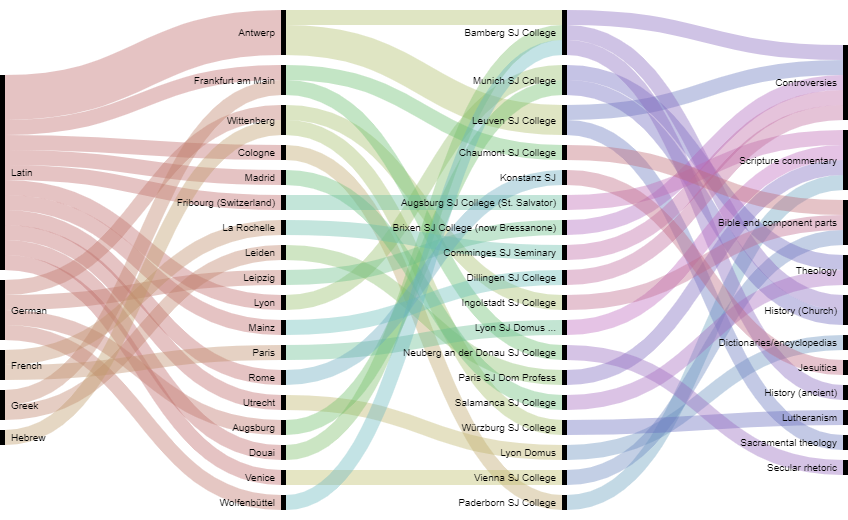 Latin
German
French
Greek
Hebrew
Antwerp
Frankfurt am Main
Wittenberg
Cologne
Madrid
Fribourg (Switzerland)
La Rochelle
Leiden
Leipzig
Lyon
Mainz
Paris
Rome
Utrecht
Augsburg
Douai
Venice
Wolfenbüttel
Bamberg SJ College
Munich SJ College
Leuven SJ College
Chaumont SJ College
Konstanz SJ
Augsburg SJ College (St. Salvator)
Brixen SJ College (now Bressanone)
Comminges SJ Seminary
Dillingen SJ College
Ingolstadt SJ College
Lyon SJ Domus ...
Neuberg an der Donau SJ College
Paris SJ Dom Profess
Salamanca SJ College
Würzburg SJ College
Lyon Domus
Vienna SJ College
Paderborn SJ College
Controversies
Scripture commentary
Bible and component parts
Theology
History (Church)
Dictionaries/encyclopedias
Jesuitica
History (ancient)
Lutheranism
Sacramental theology
Secular rhetoric